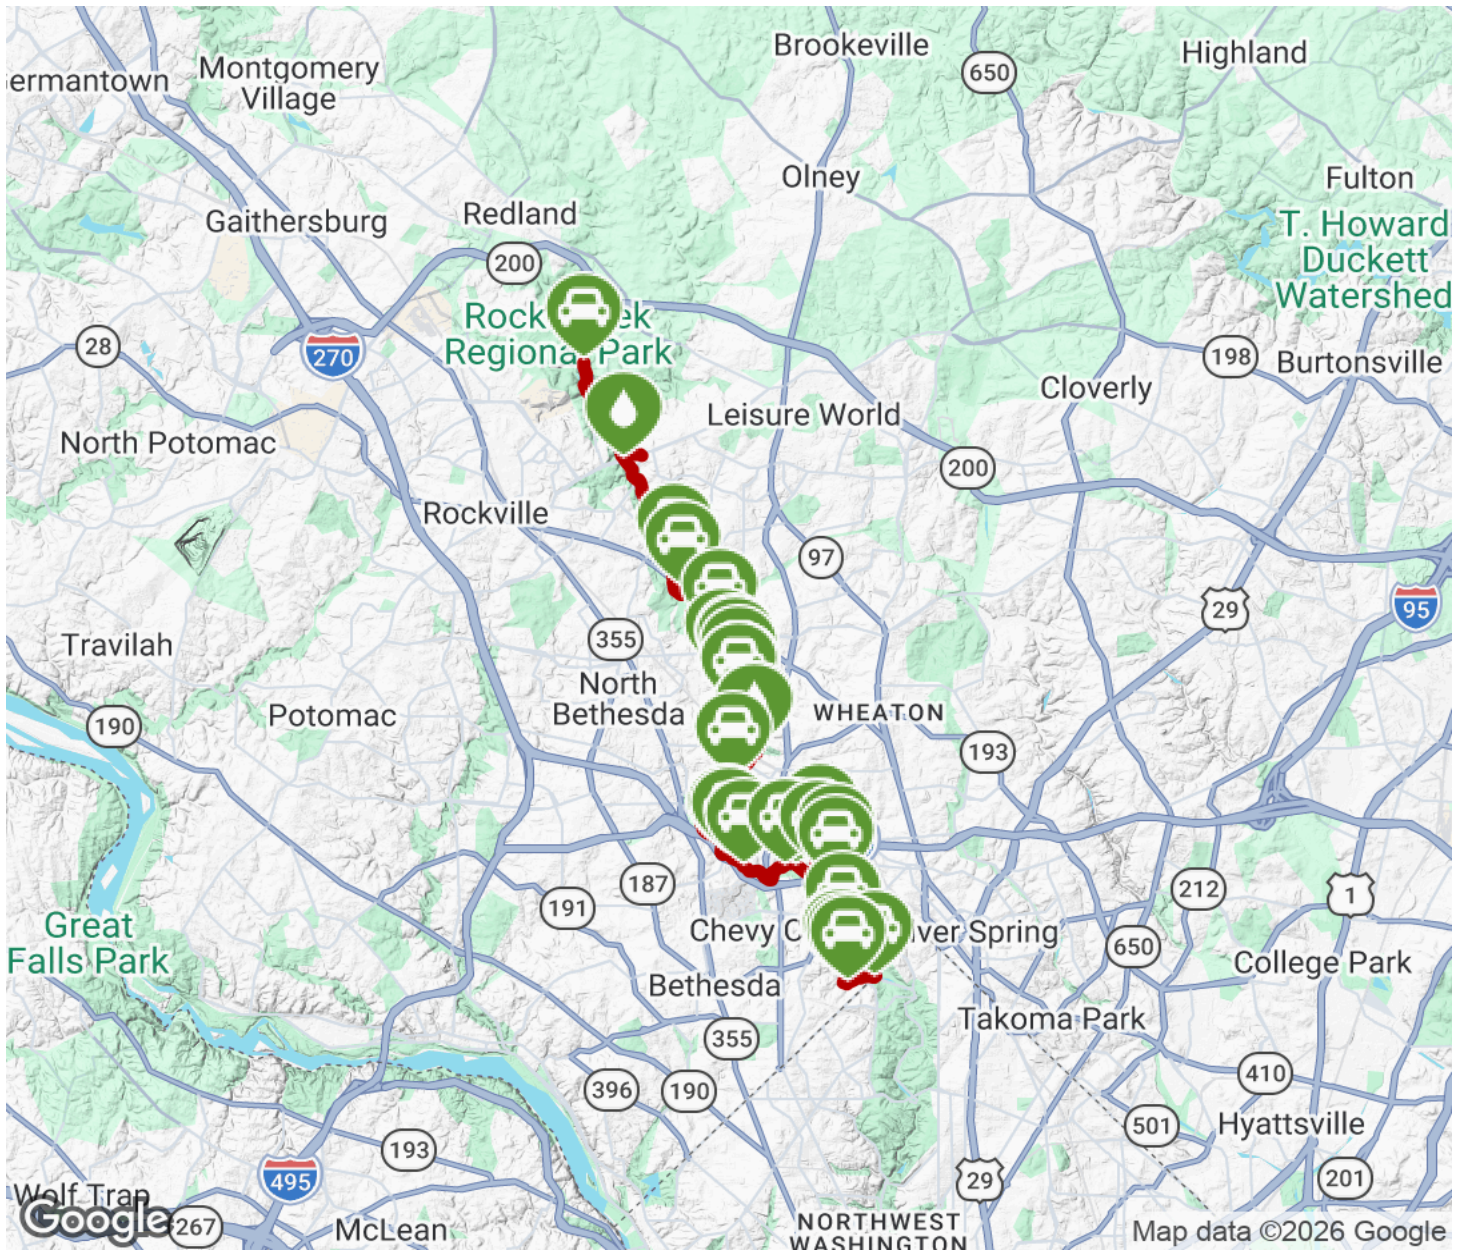 Brookeville
650
Highland
ermantown
Montgomery
Village
Olney
Fulton
Gaithersburg
Redland
T. Howard
Duckett
Watershed
200
Rock ek
Regional Park
28
270
198
Burtonsville
Cloverly
Leisure World
North Potomac
200
Rockville
97
29
95
355
Travilah
North
Bethesda
190
Potomac
WHEATON
193
187
212
1
191
Great
Falls Park
Chevy C lver Spring
650
College Park
Bethesda
Takoma Park
355
396
190
410
501
Hyattsville
193
495
29
201
Wolf Trap
Google
267
McLean
NORTHWEST
WASHINGTON
Map data ©2026 Google